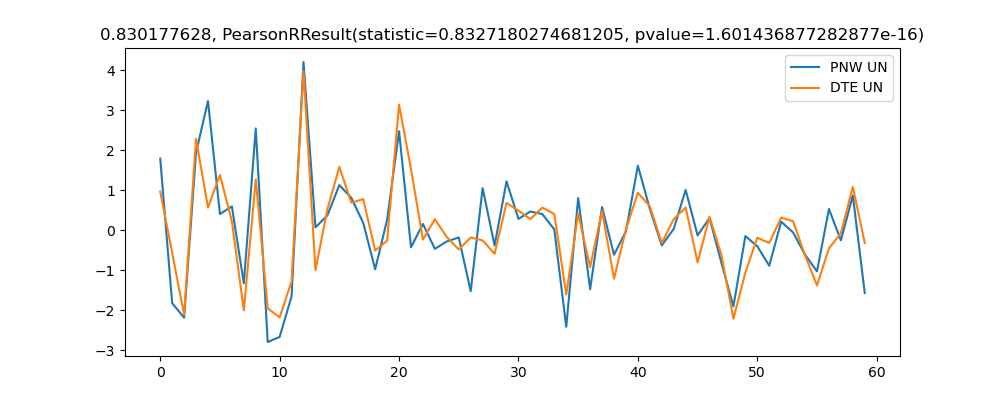 0.830177628, PearsonRResult(statistic=0.8327180274681205, pvalue=1.601436877282877e-16)
PNW UN
DTE UN
4
3
2
1
0
−1
−2
−3
0 10 20 30 40 50 60